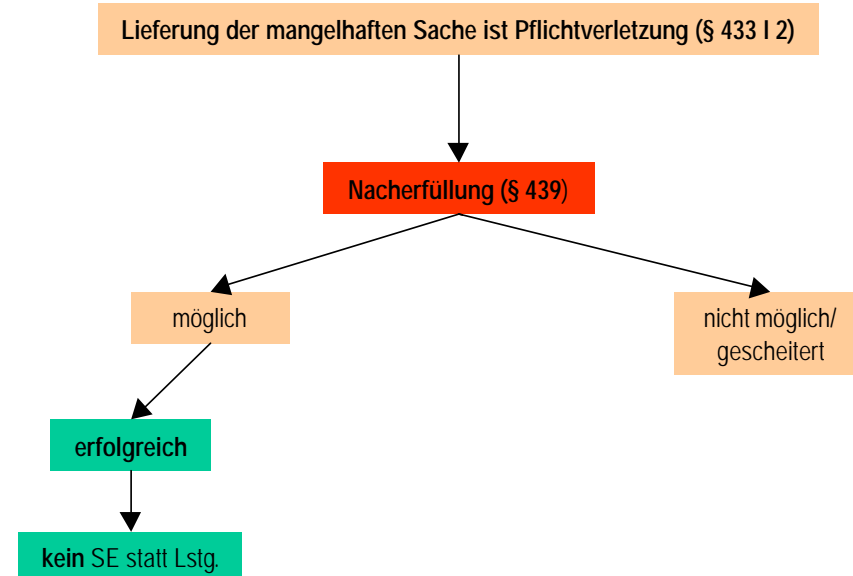 Lieferung der mangelhaften Sache ist Pflichtverletzung (§ 433 I 2)
Nacherfüllung (§ 439)
möglich
nicht möglich/
gescheitert
erfolgreich
kein SE statt Lstg.